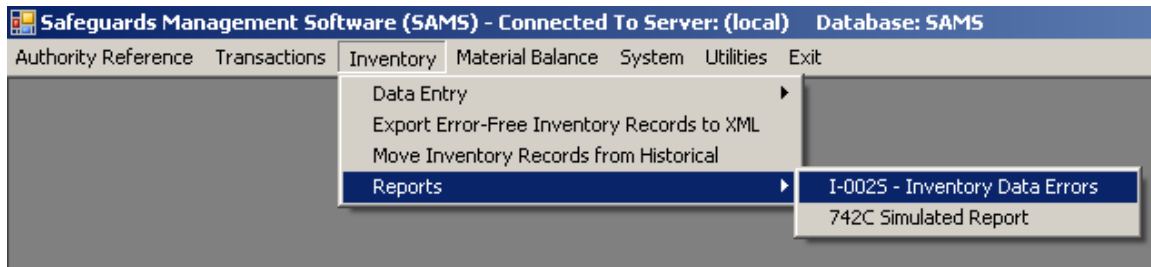 Safeguards Management Software (SAMS) - Connected To Server: (local) Database: SAMS
Authority Reference Transactions Inventory Material Balance System Utilities Exit
Data Entry
Export Error-Free Inventory Records to XML
Move Inventory Records from Historical
Reports
I-002S - Inventory Data Errors
742C Simulated Report